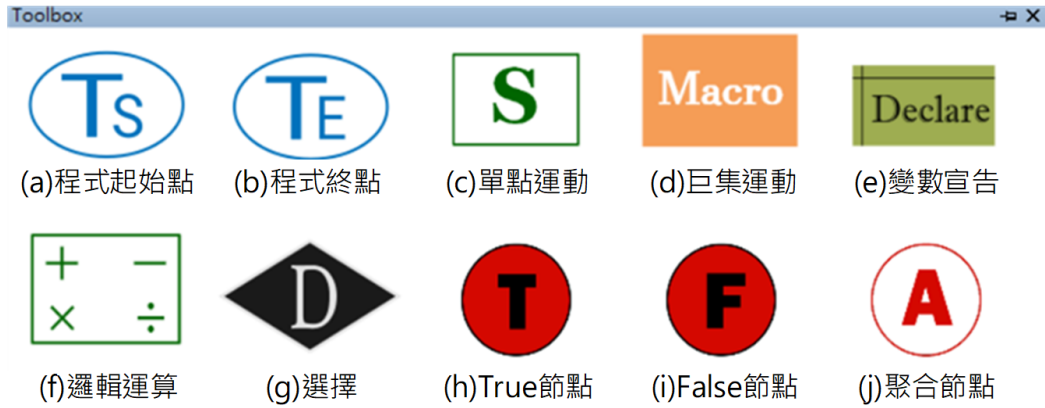 Toolbox
TS
TE
S
Macro
Declare
(a)程式起始點
(b)程式終點
(c)單點運動
(d)巨集運動
(e)變數宣告
+ −
× ÷
D
T
F
A
(f)邏輯運算
(g)選擇
(h)True節點
(i)False節點
(j)聚合節點